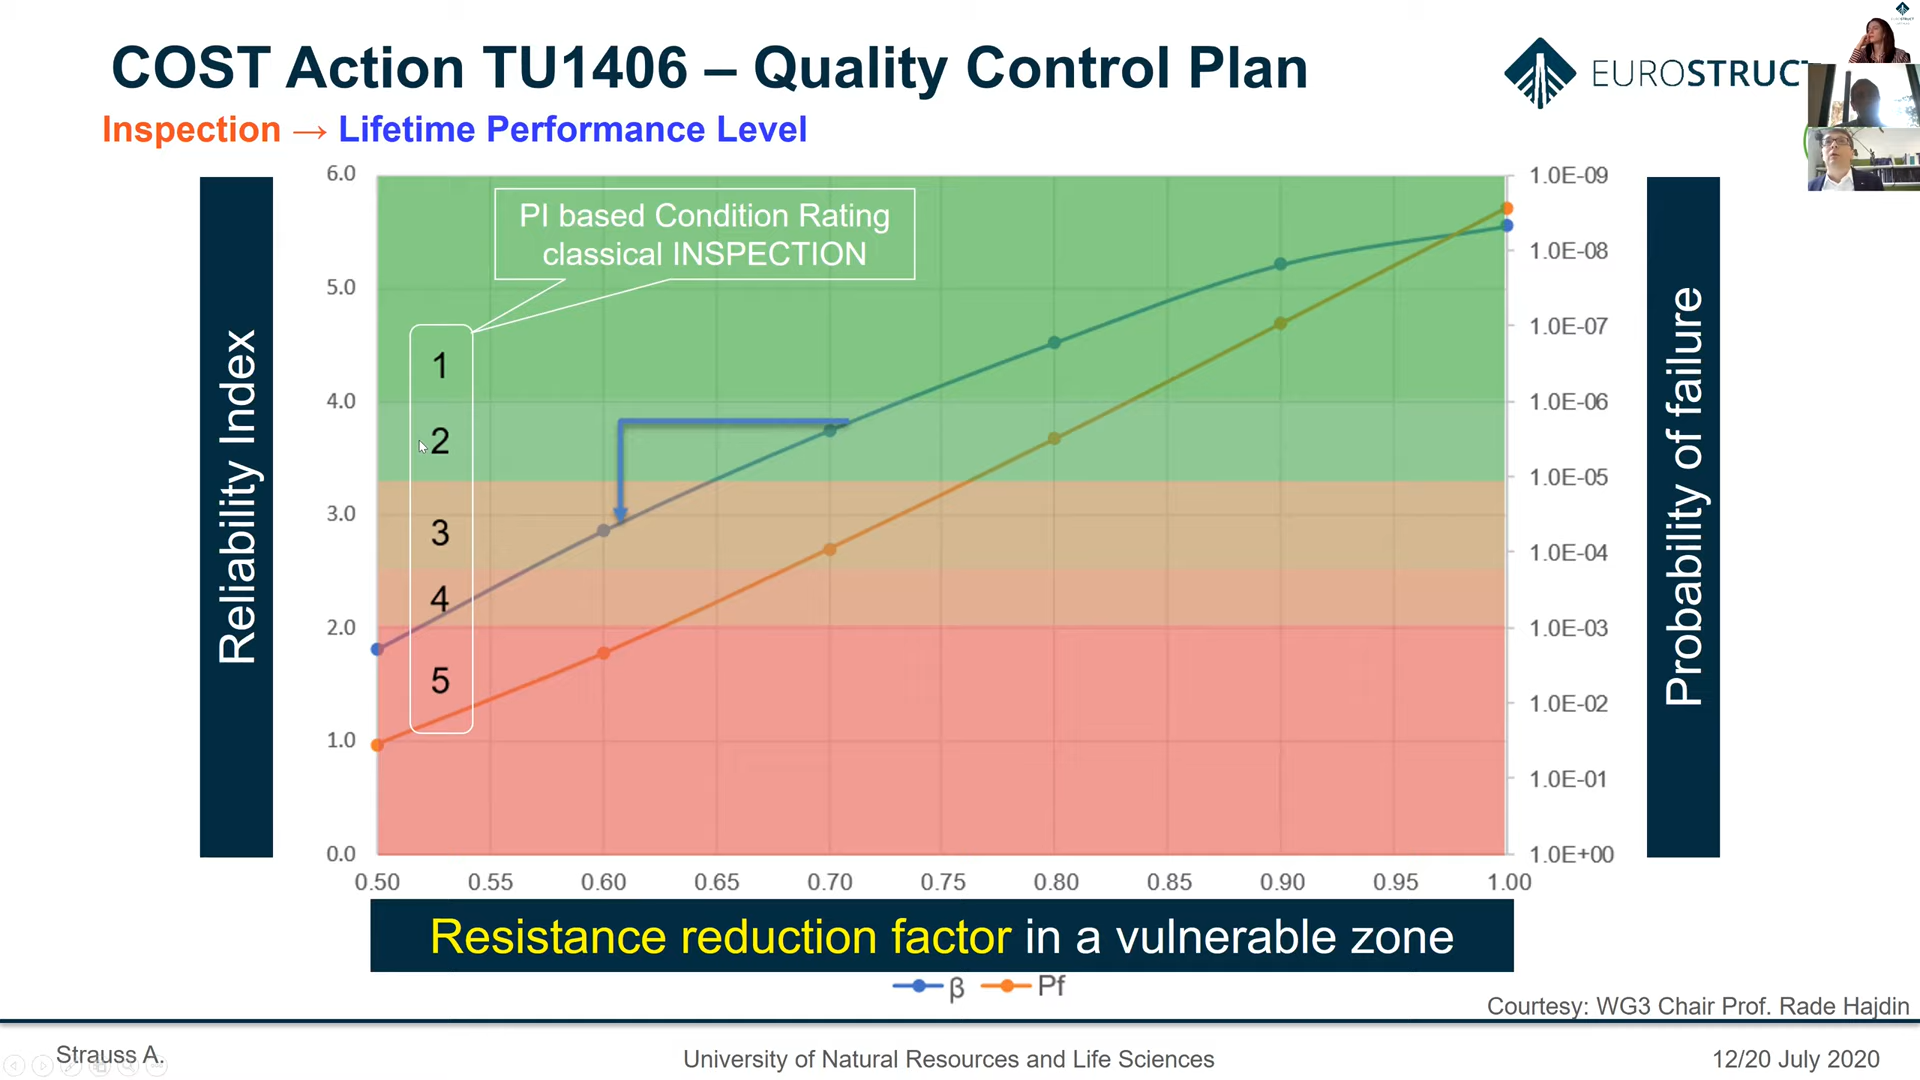 COST Action TU1406 – Quality Control Plan
EUROSTRUCT
Inspection → Lifetime Performance Level
Reliability Index
6.0
5.0
4.0
3.0
2.0
1.0
0.0
PI based Condition Rating
classical INSPECTION
1
2
3
4
5
1.0E-09
1.0E-08
1.0E-07
1.0E-06
1.0E-05
1.0E-04
1.0E-03
1.0E-02
1.0E-01
1.0E+00
Probability of failure
0.50 0.55 0.60 0.65 0.70 0.75 0.80 0.85 0.90 0.95 1.00
Resistance reduction factor in a vulnerable zone
β Pf
Courtesy: WG3 Chair Prof. Rade Hajdin
Strauss A. University of Natural Resources and Life Sciences 12/20 July 2020